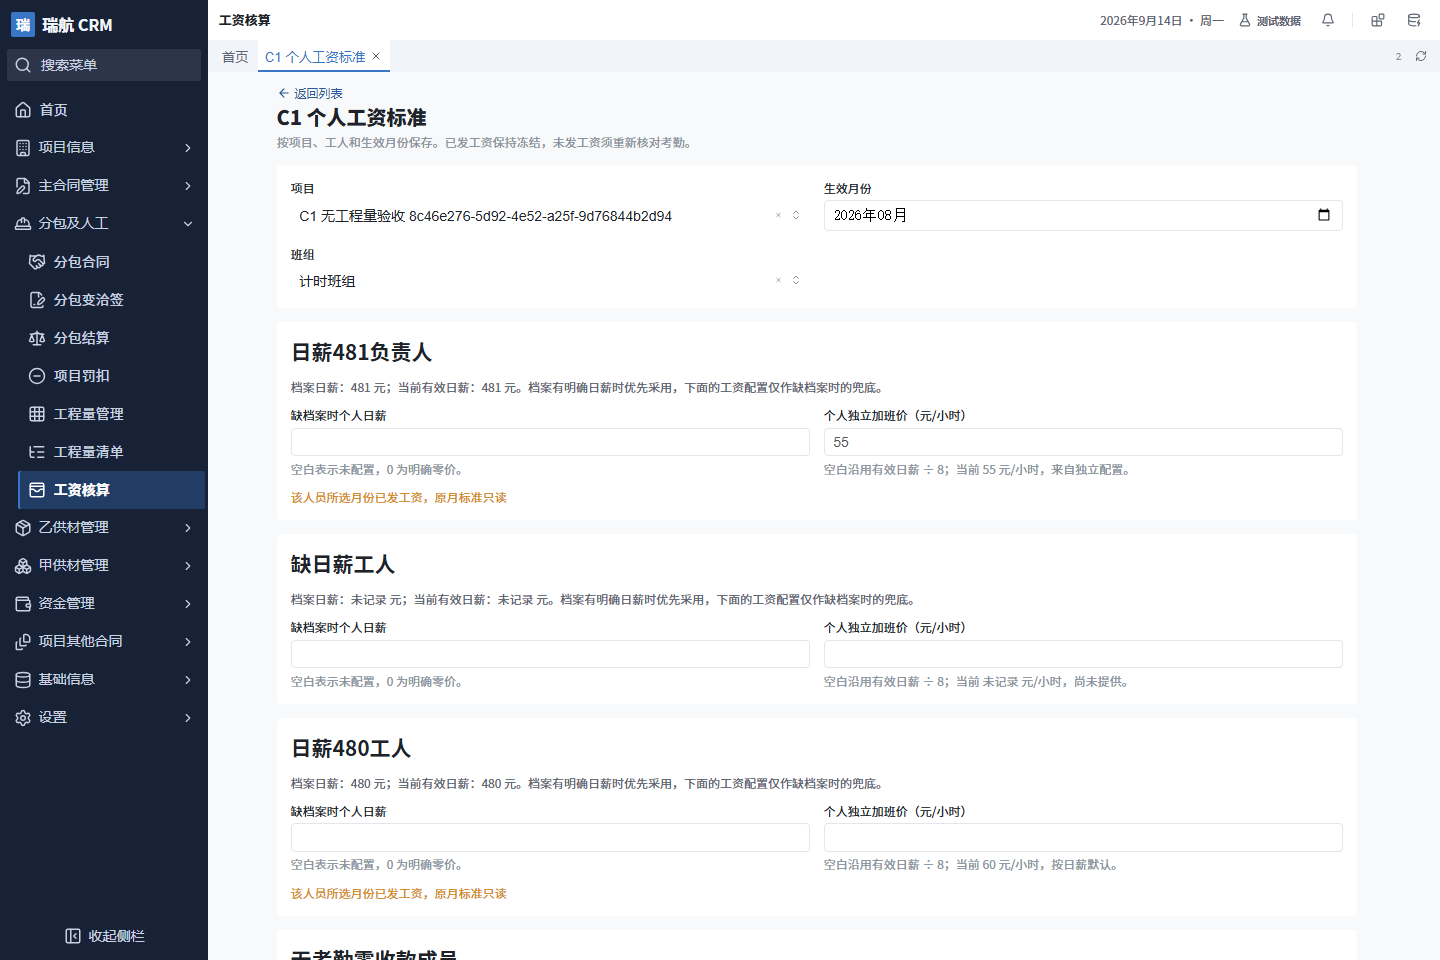 瑞 瑞航 CRM
搜索菜单
首页
项目信息
主合同管理
分包及人工
分包合同
分包变洽签
分包结算
项目罚扣
工程量管理
工程量清单
工资核算
乙供材管理
甲供材管理
资金管理
项目其他合同
基础信息
设置
收起侧栏
工资核算
2026年9月14日 · 周一
测试数据
首页
C1 个人工资标准
2
返回列表
C1 个人工资标准
按项目、工人和生效月份保存。已发工资保持冻结，未发工资须重新核对考勤。
项目
C1 无工程量验收 8c46e276-5d92-4e52-a25f-9d76844b2d94
生效月份
2026年08月
班组
计时班组
日薪481负责人
档案日薪：481 元；当前有效日薪：481 元。档案有明确日薪时优先采用，下面的工资配置仅作缺档案时的兜底。
缺档案时个人日薪
空白表示未配置，0 为明确零价。
个人独立加班价（元/小时）
55
空白沿用有效日薪 ÷ 8；当前 55 元/小时，来自独立配置。
该人员所选月份已发工资，原月标准只读
缺日薪工人
档案日薪：未记录 元；当前有效日薪：未记录 元。档案有明确日薪时优先采用，下面的工资配置仅作缺档案时的兜底。
缺档案时个人日薪
空白表示未配置，0 为明确零价。
个人独立加班价（元/小时）
空白沿用有效日薪 ÷ 8；当前 未记录 元/小时，尚未提供。
日薪480工人
档案日薪：480 元；当前有效日薪：480 元。档案有明确日薪时优先采用，下面的工资配置仅作缺档案时的兜底。
缺档案时个人日薪
空白表示未配置，0 为明确零价。
个人独立加班价（元/小时）
空白沿用有效日薪 ÷ 8；当前 60 元/小时，按日薪默认。
该人员所选月份已发工资，原月标准只读